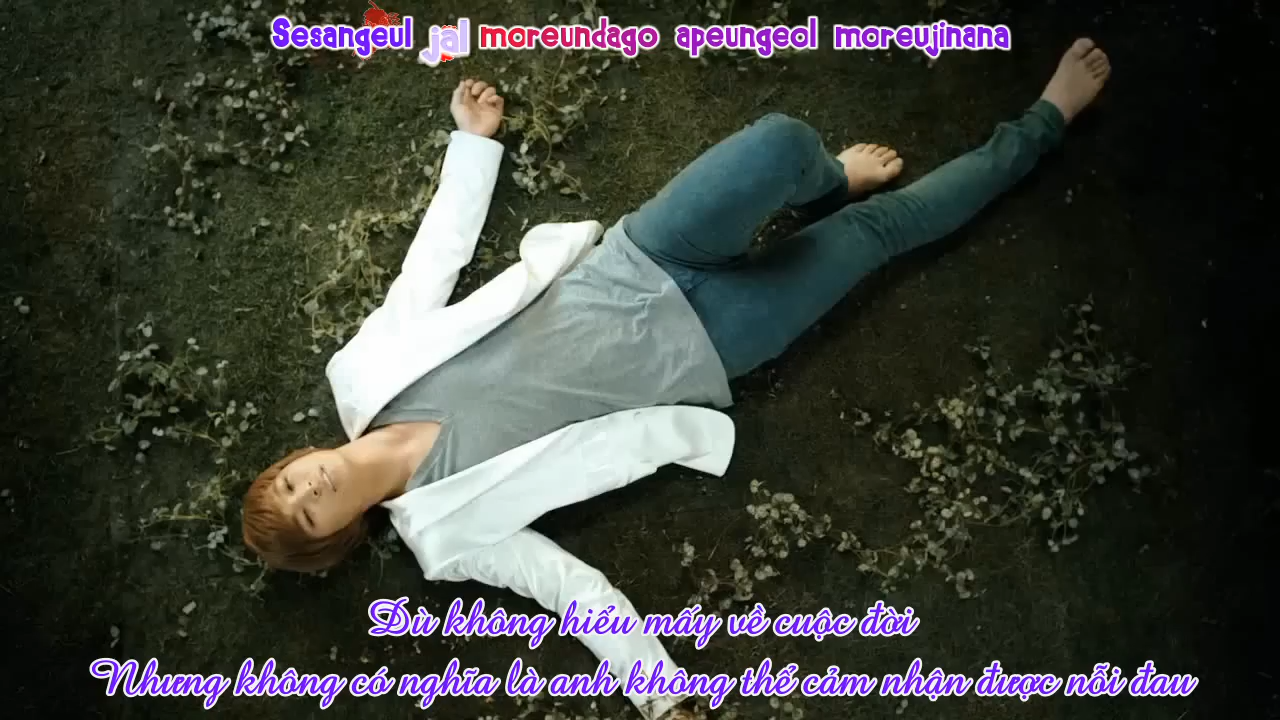 Sesangeul jal moreundago apeungeol moreujinana
Dù không hiểu mấy về cuộc đời
Nhưng không có nghĩa là anh không thể cảm nhận được nỗi đau